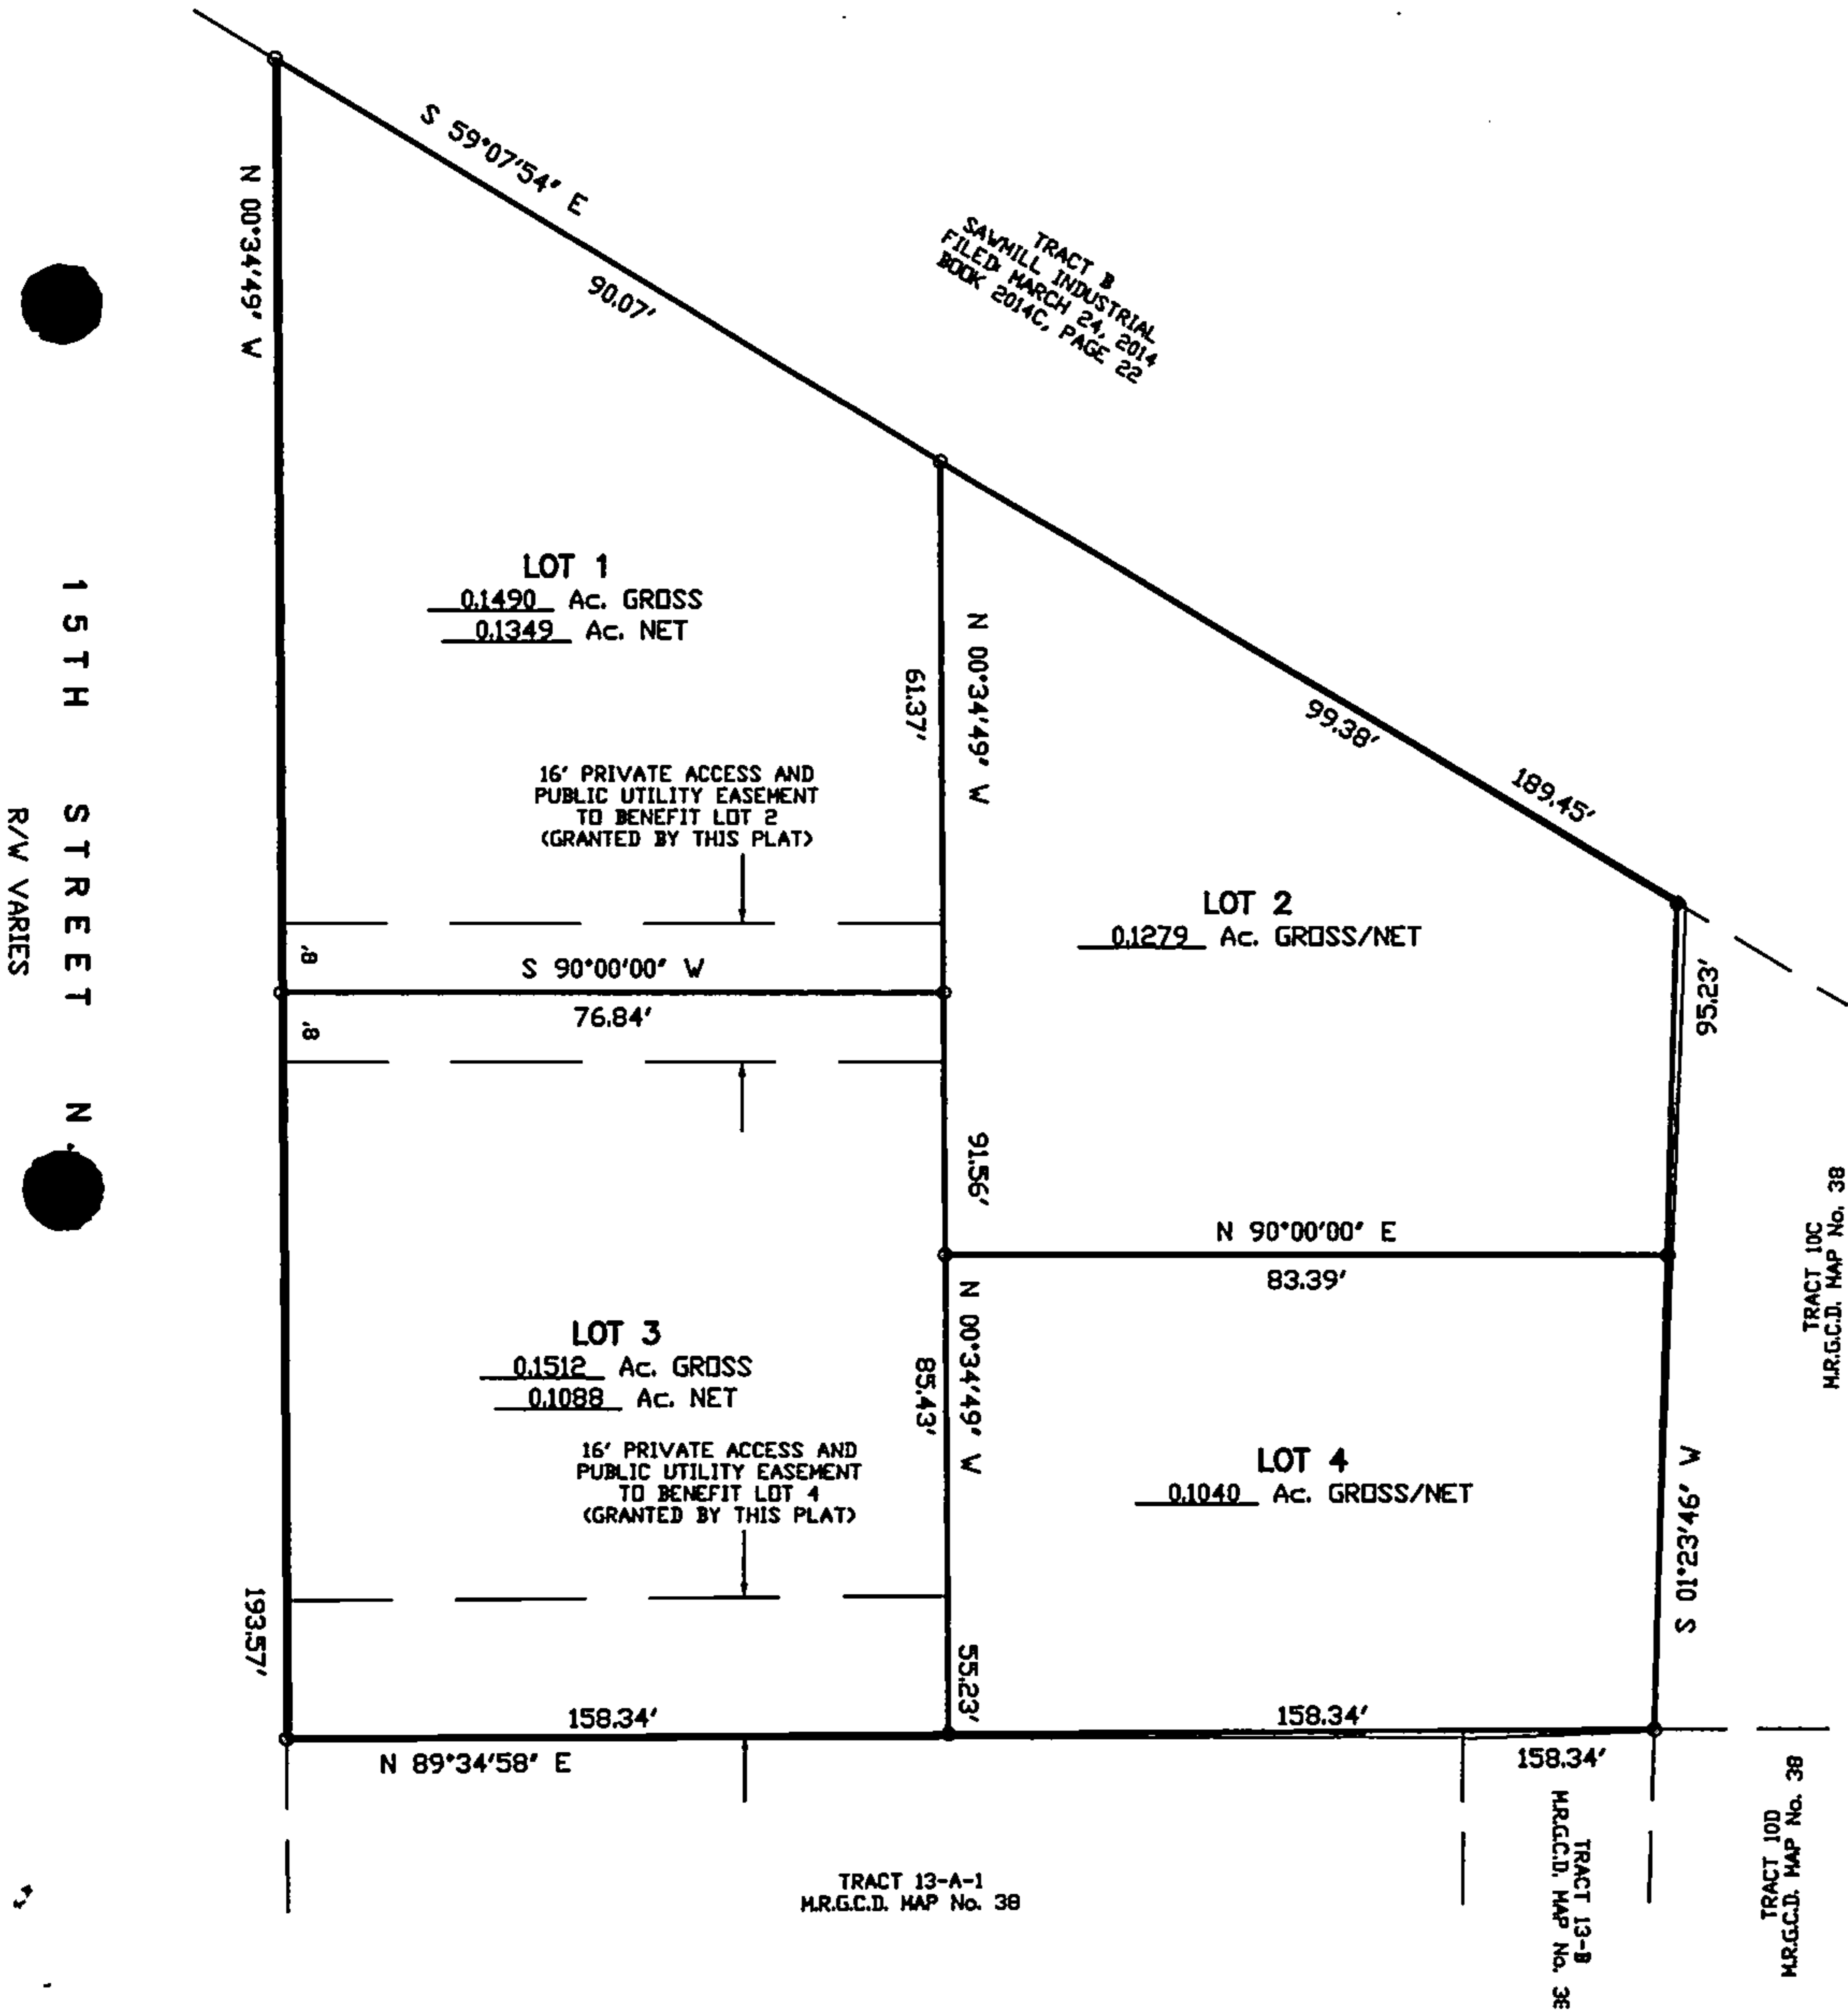 S 59°07'54" E
90.07'
N 00°34'49" W
TRACT B
SAWMILL INDUSTRIAL
FILED: MARCH 24, 2014
BOOK 2014C, PAGE 22
LOT 1
0.1490 Ac. GROSS
0.1349 Ac. NET
N 00°34'49" W
61.37'
99.38'
189.45'
16' PRIVATE ACCESS AND
PUBLIC UTILITY EASEMENT
TO BENEFIT LOT 2
(GRANTED BY THIS PLAT)
LOT 2
0.1279 Ac. GROSS/NET
95.23'
15TH STREET N.
R/W VARIES
8'
S 90°00'00" W
76.84'
8'
91.56'
N 90°00'00" E
83.39'
TRACT 10C
M.R.G.C.D. MAP No. 38
LOT 3
0.1512 Ac. GROSS
0.1088 Ac. NET
N 00°34'49" W
85.43'
16' PRIVATE ACCESS AND
PUBLIC UTILITY EASEMENT
TO BENEFIT LOT 4
(GRANTED BY THIS PLAT)
LOT 4
0.1040 Ac. GROSS/NET
S 01°23'46" W
193.57'
55.23'
158.34'
158.34'
N 89°34'58" E
158.34'
TRACT 13-A-1
M.R.G.C.D. MAP No. 38
TRACT 13-B
M.R.G.C.D. MAP No. 38
TRACT 10D
M.R.G.C.D. MAP No. 38